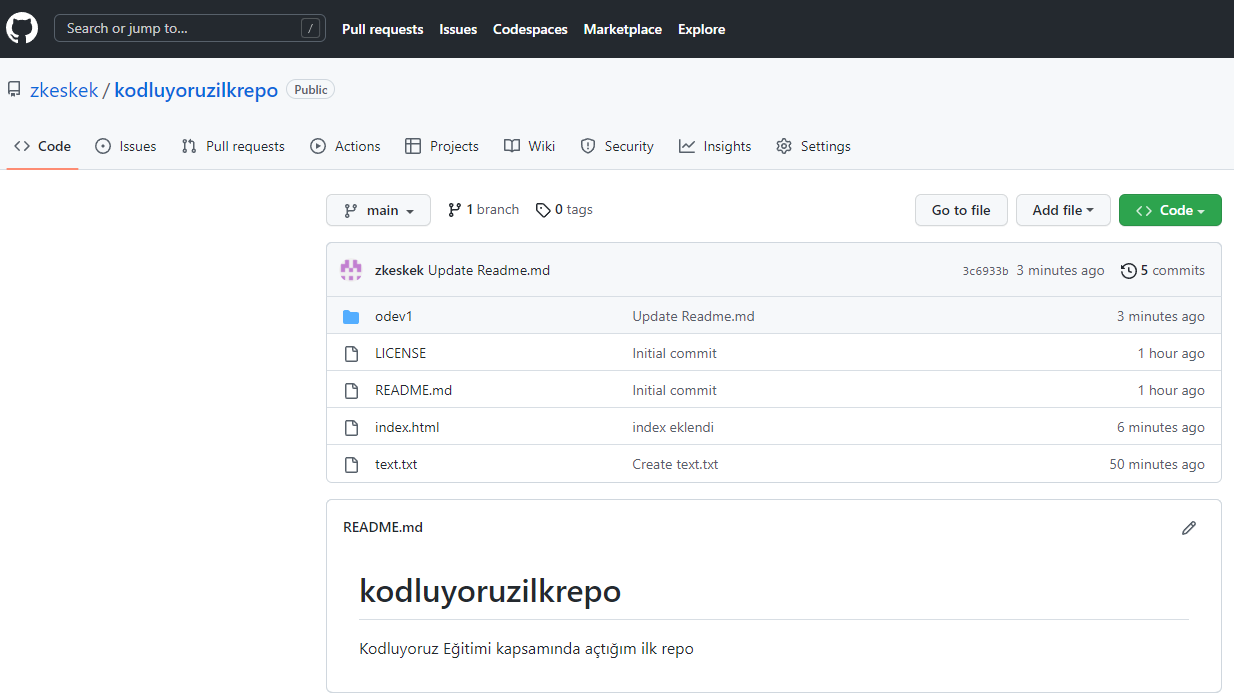 Search or jump to... / Pull requests Issues Codespaces Marketplace Explore
zkeskek / kodluyoruzilkrepo Public
Code Issues Pull requests Actions Projects Wiki Security Insights Settings
main 1 branch 0 tags Go to file Add file Code
zkeskek Update Readme.md 3c6933b 3 minutes ago 5 commits
odev1 Update Readme.md 3 minutes ago
LICENSE Initial commit 1 hour ago
README.md Initial commit 1 hour ago
index.html index eklendi 6 minutes ago
text.txt Create text.txt 50 minutes ago
README.md
kodluyoruzilkrepo
Kodluyoruz Eğitimi kapsamında açtığım ilk repo